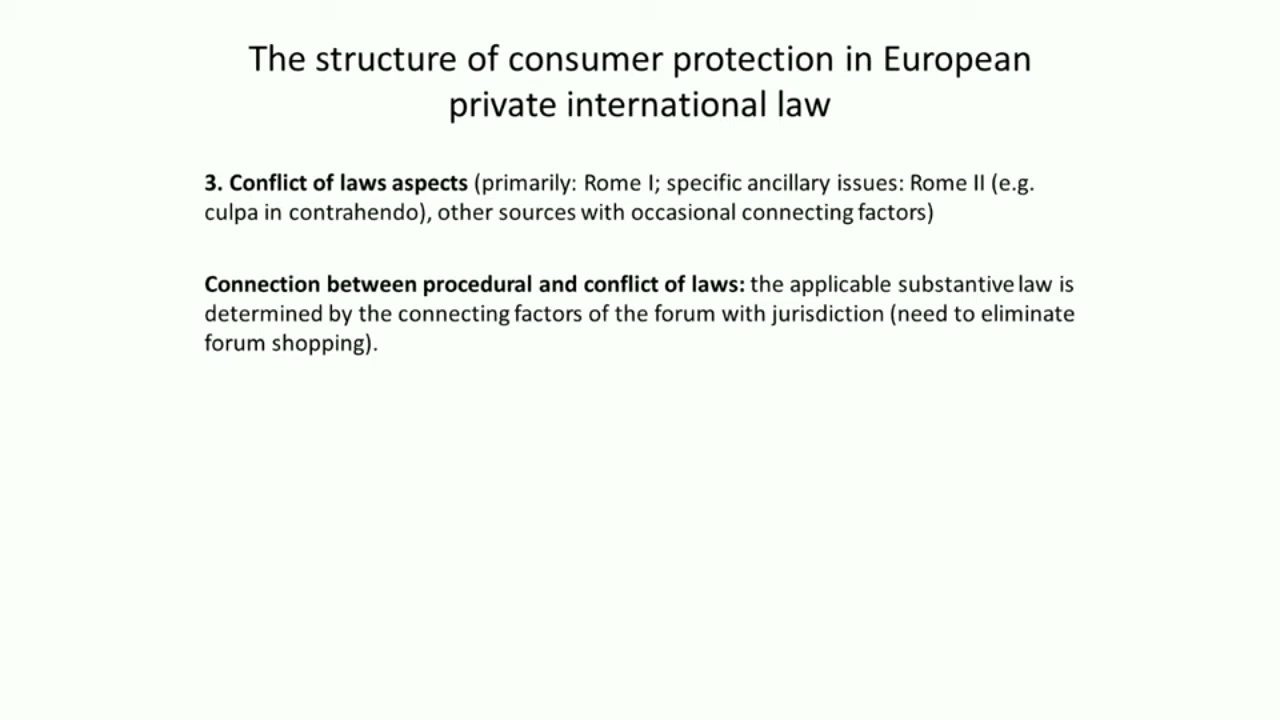 The structure of consumer protection in European
private international law
3. Conflict of laws aspects (primarily: Rome I; specific ancillary issues: Rome II (e.g.
culpa in contrahendo), other sources with occasional connecting factors)
Connection between procedural and conflict of laws: the applicable substantive law is
determined by the connecting factors of the forum with jurisdiction (need to eliminate
forum shopping).